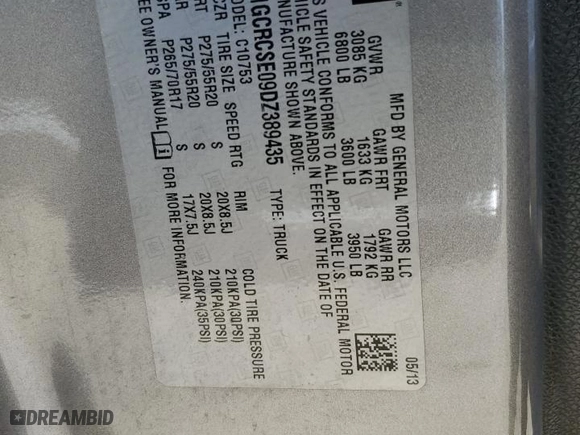 MFD BY GENERAL MOTORS LLC 05/13
GVWR GAWR FRT GAWR RR
3085 KG 1633 KG 1792 KG
6800 LB 3600 LB 3950 LB
S VEHICLE CONFORMS TO ALL APPLICABLE U.S. FEDERAL MOTOR
HICLE SAFETY STANDARDS IN EFFECT ON THE DATE OF
NUFACTURE SHOWN ABOVE.
GCRCSE09DZ389435 TYPE: TRUCK
MODEL: C10753
TIRE SIZE SPEED RTG RIM COLD TIRE PRESSURE
RT P275/55R20 S 20X8.5J 210KPA(30PSI)
R P275/55R20 S 20X8.5J 210KPA(30PSI)
SPA P265/70R17 S 17X7.5J 240KPA(35PSI)
EE OWNER'S MANUAL FOR MORE INFORMATION.
DREAMBID